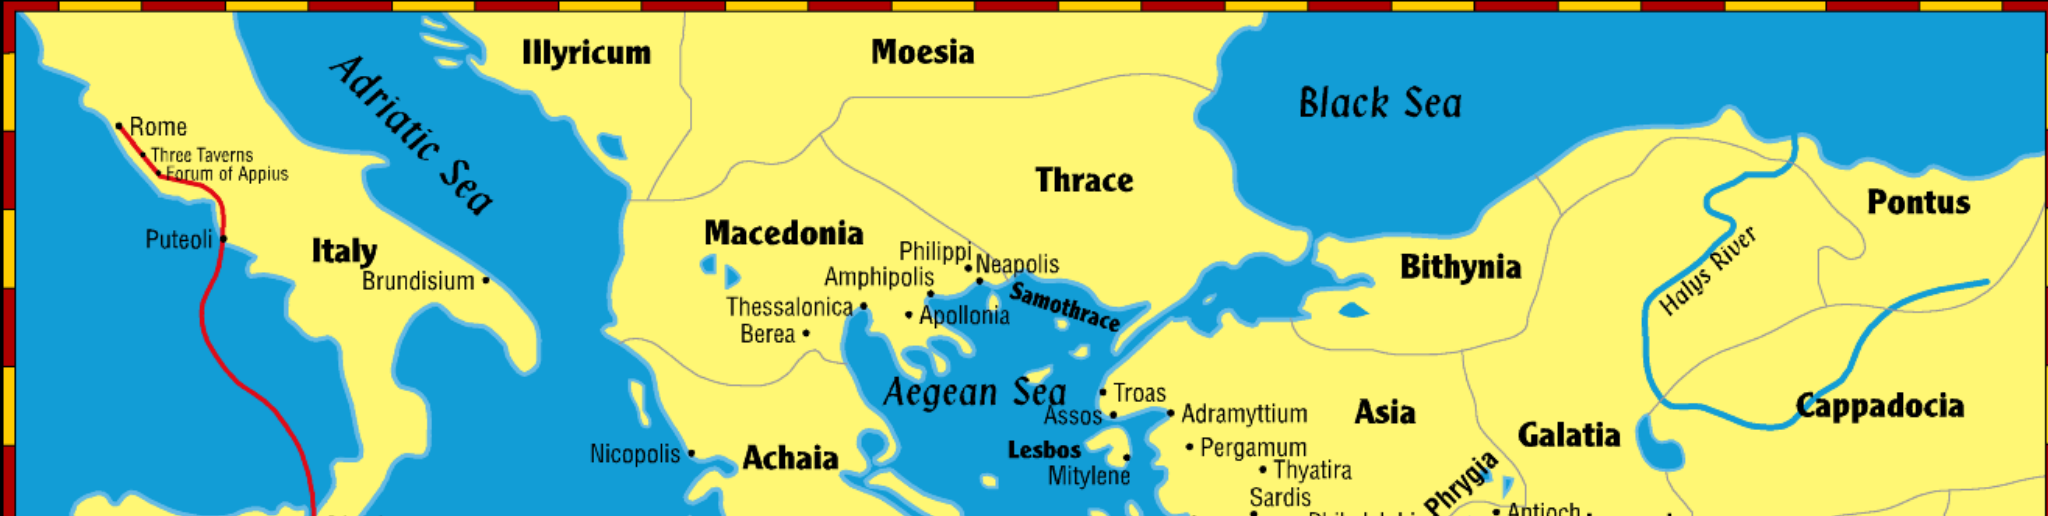 Illyricum
Moesia
Adriatic Sea
Black Sea
Rome
Three Taverns
Forum of Appius
Thrace
Pontus
Puteoli
Italy
Macedonia
Philippi
Neapolis
Bithynia
Halys River
Brundisium
Amphipolis
Samothrace
Thessalonica
Apollonia
Berea
Aegean Sea
Troas
Assos
Adramyttium
Asia
Cappadocia
Galatia
Nicopolis
Achaia
Lesbos
Pergamum
Mitylene
Thyatira
Phrygia
Sardis
Antioch